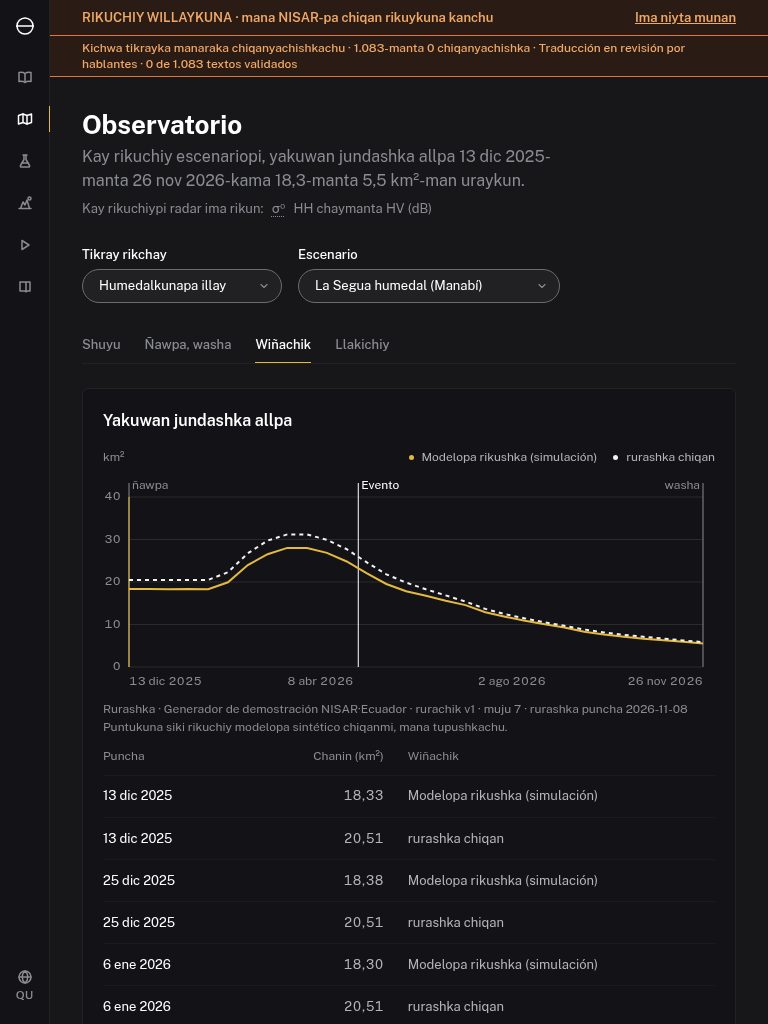 RIKUCHIY WILLAYKUNA · mana NISAR-pa chiqan rikuykuna kanchu
Ima niyta munan
Kichwa tikrayka manaraka chiqanyachishkachu · 1.083-manta 0 chiqanyachishka · Traducción en revisión por
hablantes · 0 de 1.083 textos validados
Observatorio
Kay rikuchiy escenariopi, yakuwan jundashka allpa 13 dic 2025-
manta 26 nov 2026-kama 18,3-manta 5,5 km²-man uraykun.
Kay rikuchiypi radar ima rikun: σ⁰ HH chaymanta HV (dB)
Tikray rikchay
Escenario
Humedalkunapa illay
La Segua humedal (Manabí)
Shuyu
Ñawpa, washa
Wiñachik
Llakichiy
Yakuwan jundashka allpa
km²
Modelopa rikushka (simulación)
rurashka chiqan
ñawpa
Evento
washa
40
30
20
10
0
13 dic 2025
8 abr 2026
2 ago 2026
26 nov 2026
Rurashka · Generador de demostración NISAR·Ecuador · rurachik v1 · muju 7 · rurashka puncha 2026-11-08
Puntukuna siki rikuchiy modelopa sintético chiqanmi, mana tupushkachu.
Puncha Chanin (km²) Wiñachik
13 dic 2025 18,33 Modelopa rikushka (simulación)
13 dic 2025 20,51 rurashka chiqan
25 dic 2025 18,38 Modelopa rikushka (simulación)
25 dic 2025 20,51 rurashka chiqan
6 ene 2026 18,30 Modelopa rikushka (simulación)
6 ene 2026 20,51 rurashka chiqan
QU